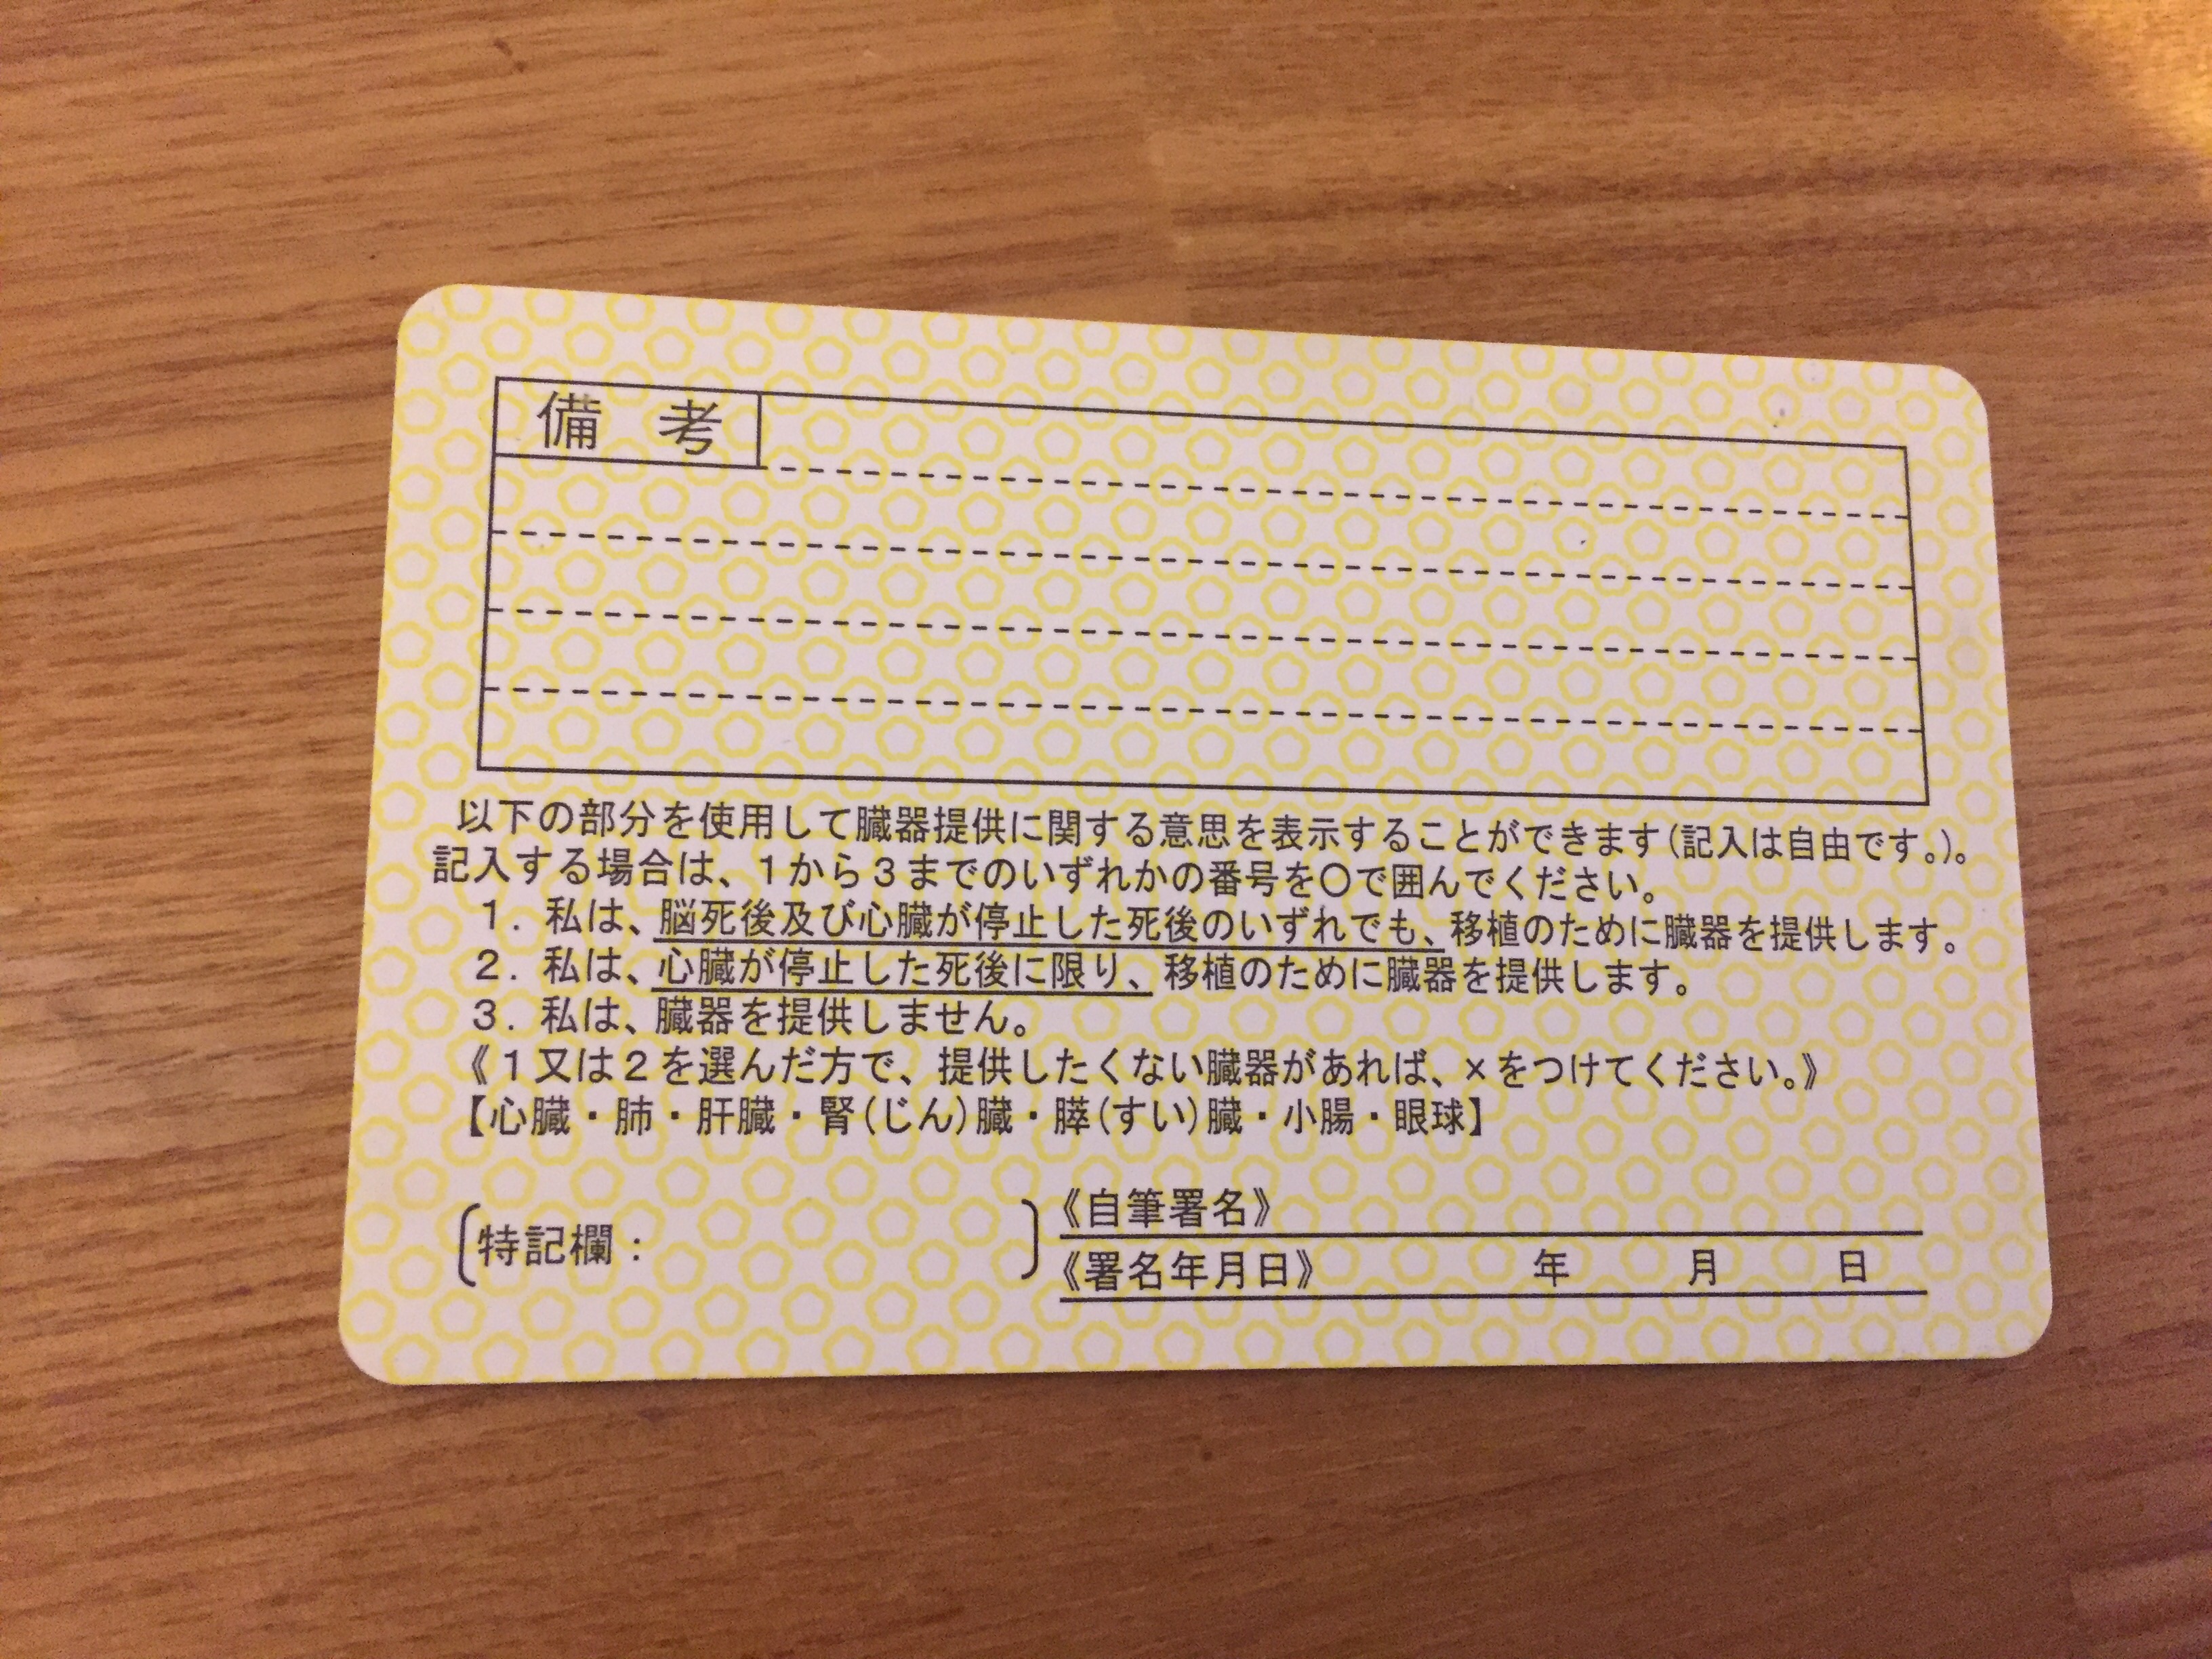 備 考
以下の部分を使用して臓器提供に関する意思を表示することができます(記入は自由です。)。
記入する場合は、1から3までのいずれかの番号を○で囲んでください。
1. 私は、脳死後及び心臓が停止した死後のいずれでも、移植のために臓器を提供します。
2. 私は、心臓が停止した死後に限り、移植のために臓器を提供します。
3. 私は、臓器を提供しません。
《1又は2を選んだ方で、提供したくない臓器があれば、×をつけてください。》
【心臓・肺・肝臓・腎(じん)臓・膵(すい)臓・小腸・眼球】
〔特記欄: 〕《自筆署名》
《署名年月日》 年 月 日